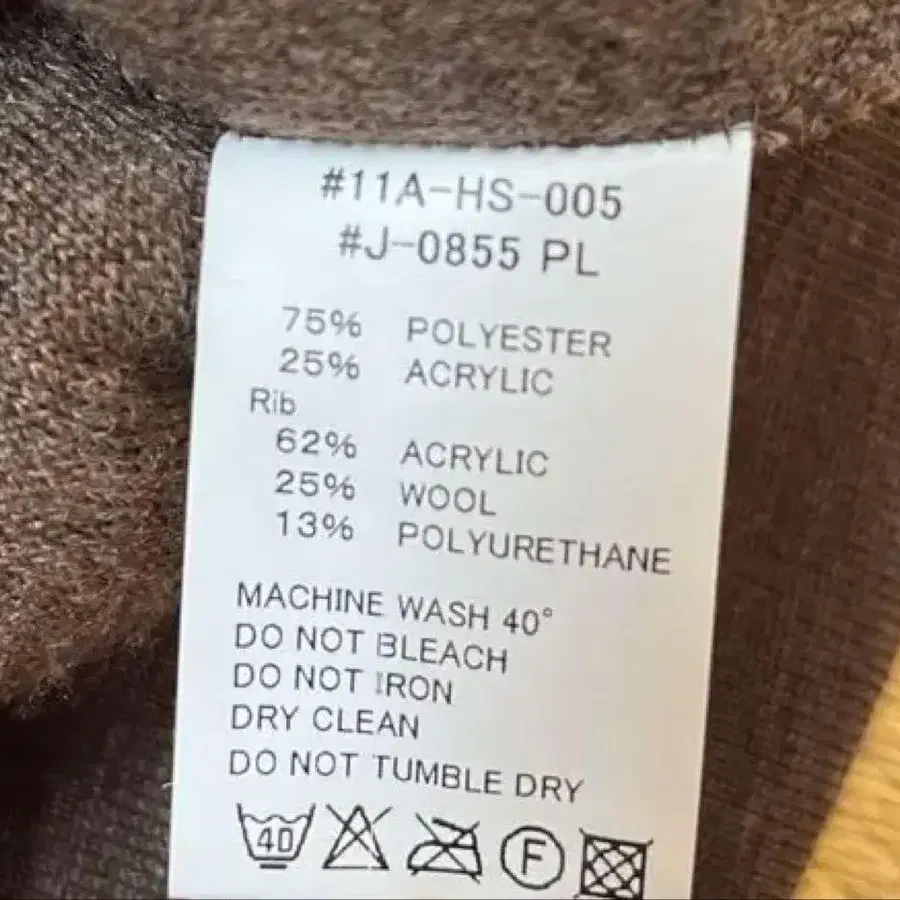 #11A-HS-005
#J-0855 PL
75% POLYESTER
25% ACRYLIC
Rib
62% ACRYLIC
25% WOOL
13% POLYURETHANE
MACHINE WASH 40°
DO NOT BLEACH
DO NOT IRON
DRY CLEAN
DO NOT TUMBLE DRY
40 F